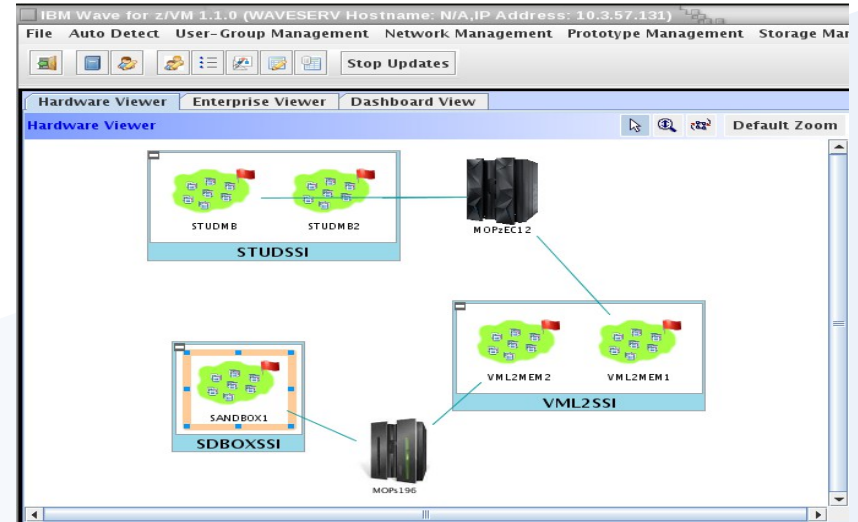 IBM Wave for z/VM 1.1.0 (WAVESERV Hostname: N/A,IP Address: 10.3.57.131)
File Auto Detect User-Group Management Network Management Prototype Management Storage Mar
Stop Updates
Hardware Viewer Enterprise Viewer Dashboard View
Hardware Viewer Default Zoom
STUDMB STUDMB2
MOPzEC12
STUDSSI
VML2MEM2 VML2MEM1
VML2SSI
SANDBOX1
SDBOXSSI
MOPs196